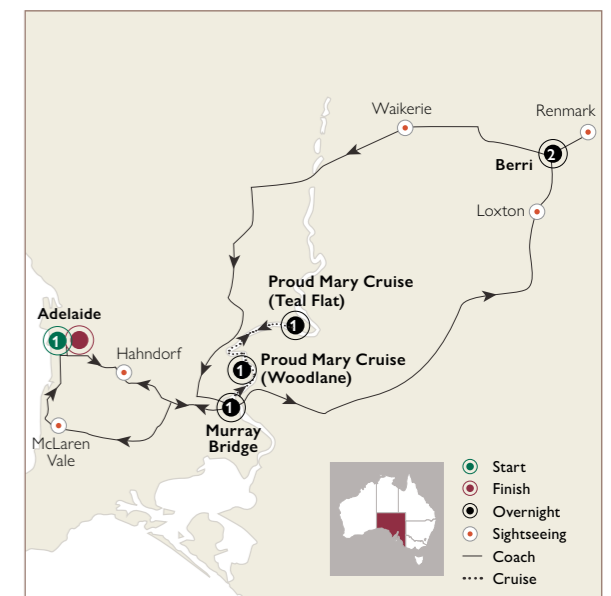 Waikerie
Renmark
2
Berri
Loxton
Proud Mary Cruise
(Teal Flat)
1
Adelaide
1
Hahndorf
1
Proud Mary Cruise
(Woodlane)
1
Murray
Bridge
McLaren
Vale
Start
Finish
Overnight
Sightseeing
Coach
Cruise